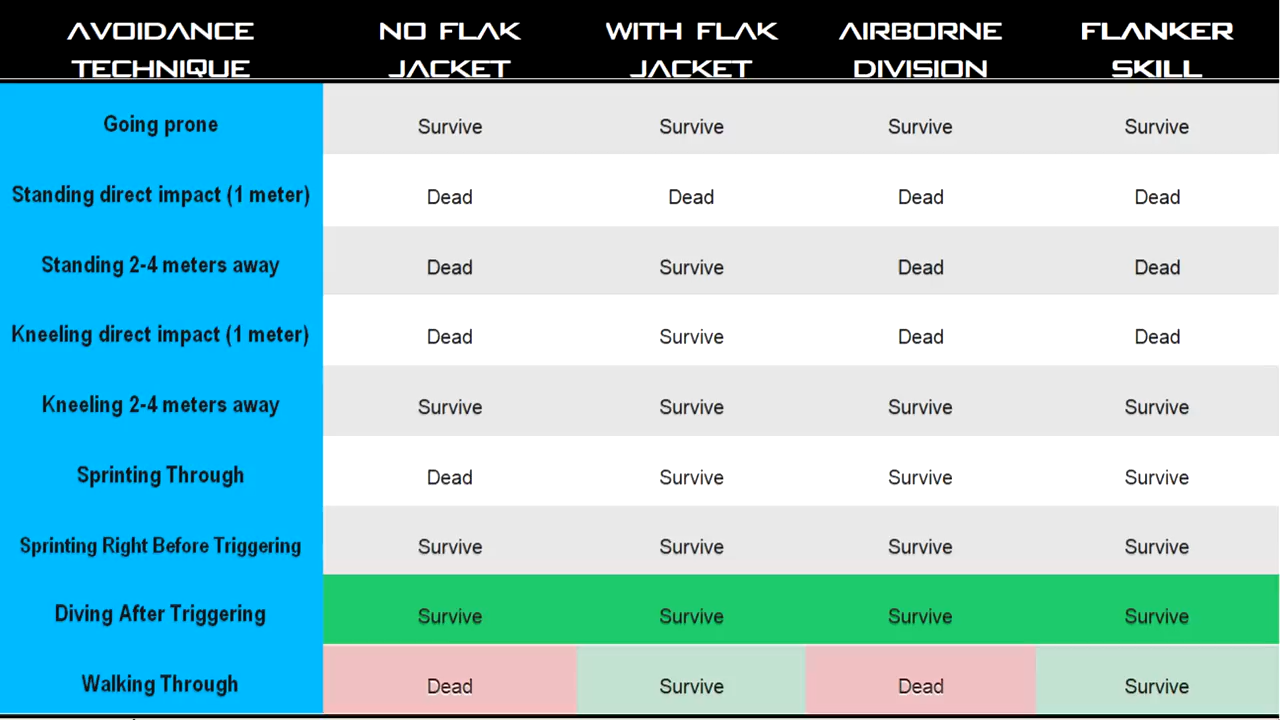 AVOIDANCE TECHNIQUE NO FLAK JACKET WITH FLAK JACKET AIRBORNE DIVISION FLANKER SKILL
Going prone Survive Survive Survive Survive
Standing direct impact (1 meter) Dead Dead Dead Dead
Standing 2-4 meters away Dead Survive Dead Dead
Kneeling direct impact (1 meter) Dead Survive Dead Dead
Kneeling 2-4 meters away Survive Survive Survive Survive
Sprinting Through Dead Survive Survive Survive
Sprinting Right Before Triggering Survive Survive Survive Survive
Diving After Triggering Survive Survive Survive Survive
Walking Through Dead Survive Dead Survive